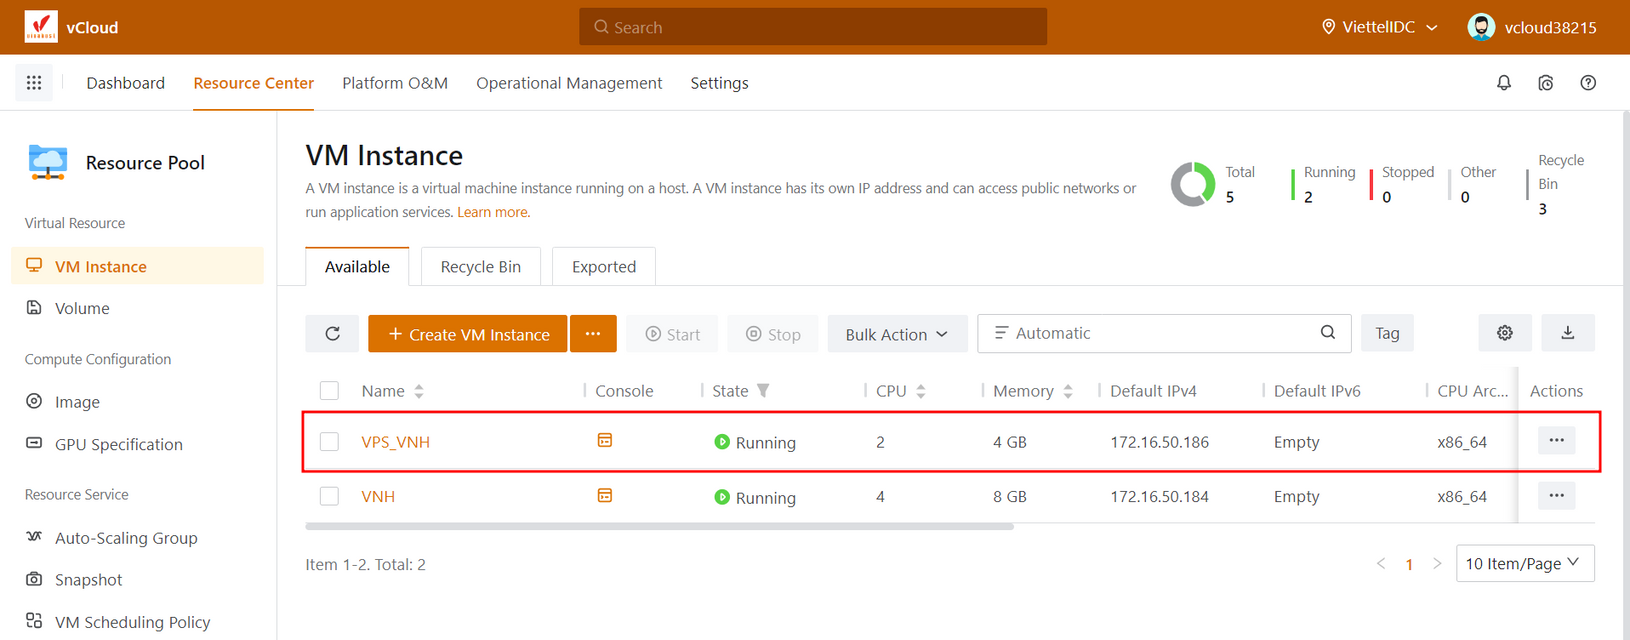 vCloud
Search
ViettelIDC
vcloud38215
Dashboard Resource Center Platform O&M Operational Management Settings
Resource Pool
Virtual Resource
VM Instance
Volume
Compute Configuration
Image
GPU Specification
Resource Service
Auto-Scaling Group
Snapshot
VM Scheduling Policy
VM Instance
A VM instance is a virtual machine instance running on a host. A VM instance has its own IP address and can access public networks or
run application services. Learn more.
Total
5
Running
2
Stopped
0
Other
0
Recycle
Bin
3
Available Recycle Bin Exported
+ Create VM Instance ... Start Stop Bulk Action Automatic Tag
Name Console State CPU Memory Default IPv4 Default IPv6 CPU Arc... Actions
VPS_VNH Running 2 4 GB 172.16.50.186 Empty x86_64 ...
VNH Running 4 8 GB 172.16.50.184 Empty x86_64 ...
Item 1-2. Total: 2
< 1 > 10 Item/Page